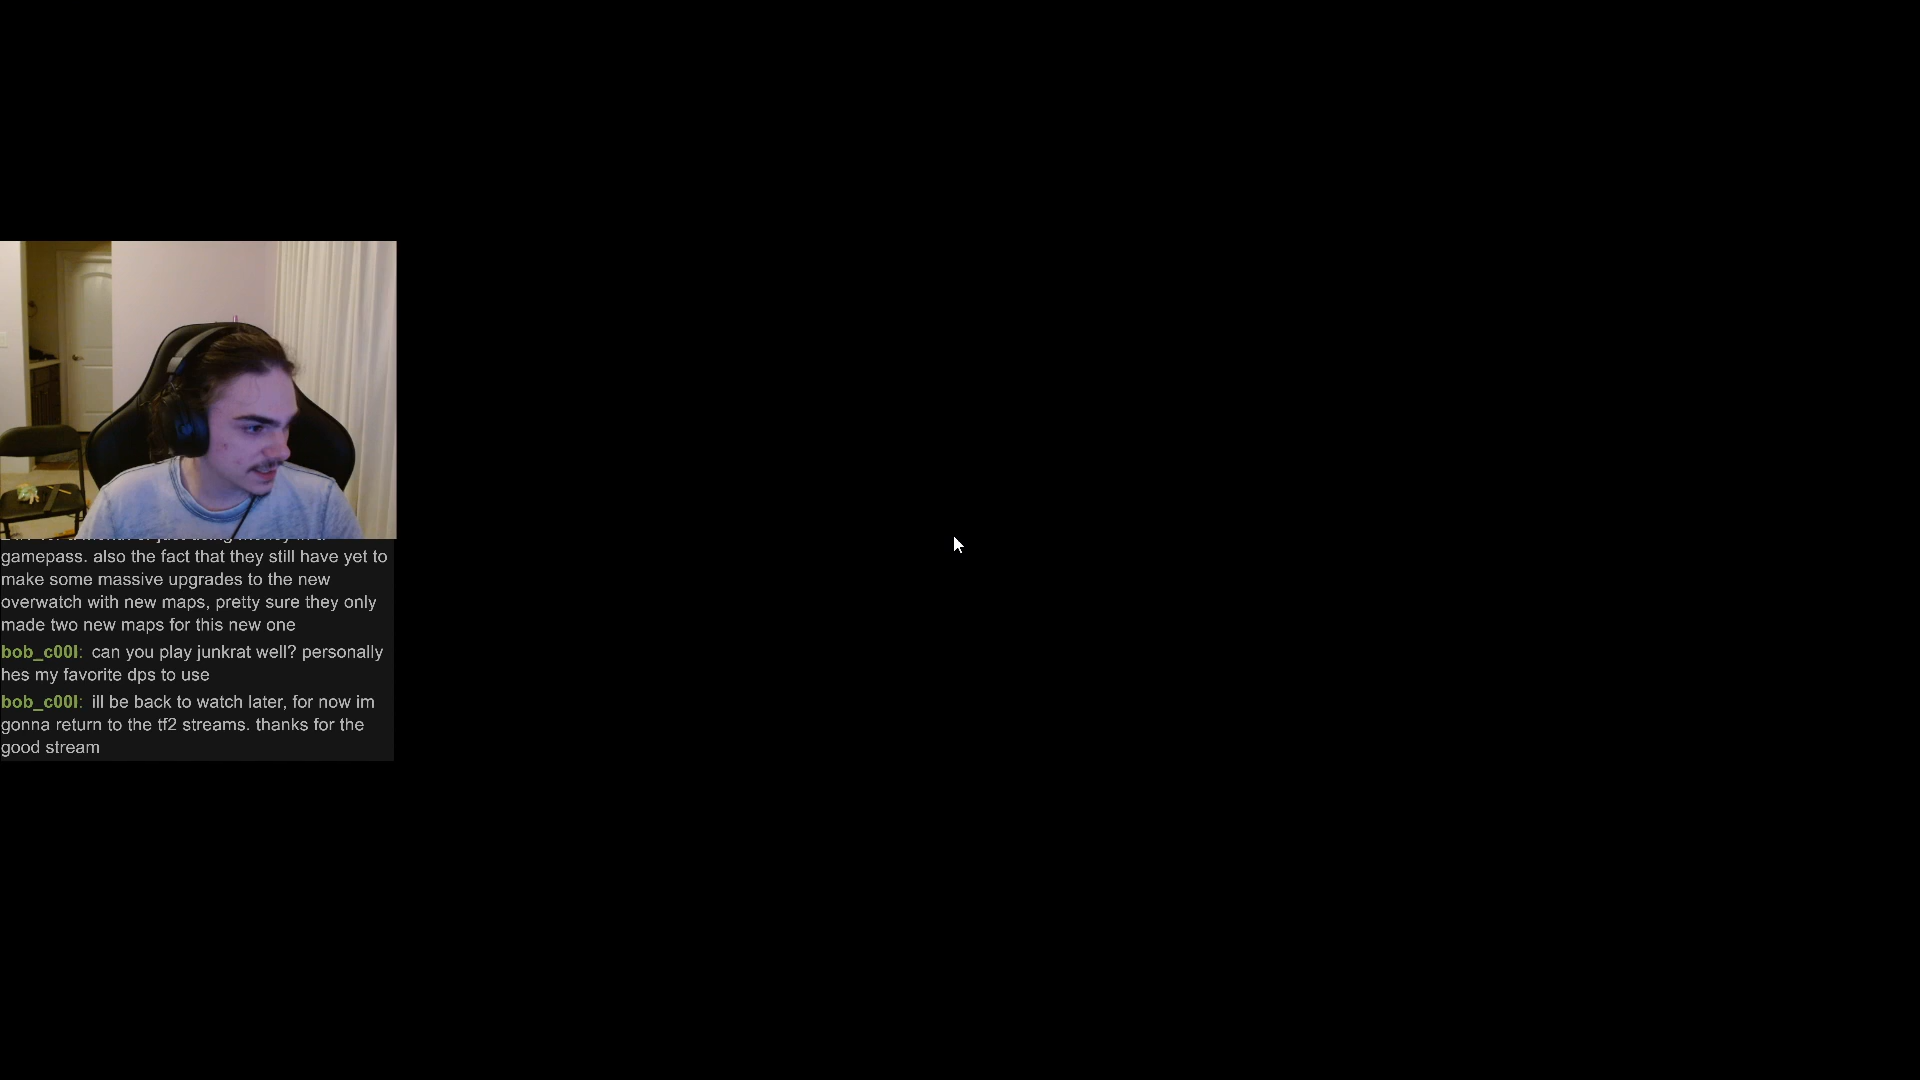 gamepass. also the fact that they still have yet to
make some massive upgrades to the new
overwatch with new maps, pretty sure they only
made two new maps for this new one
bob_c00l: can you play junkrat well? personally
hes my favorite dps to use
bob_c00l: ill be back to watch later, for now im
gonna return to the tf2 streams. thanks for the
good stream